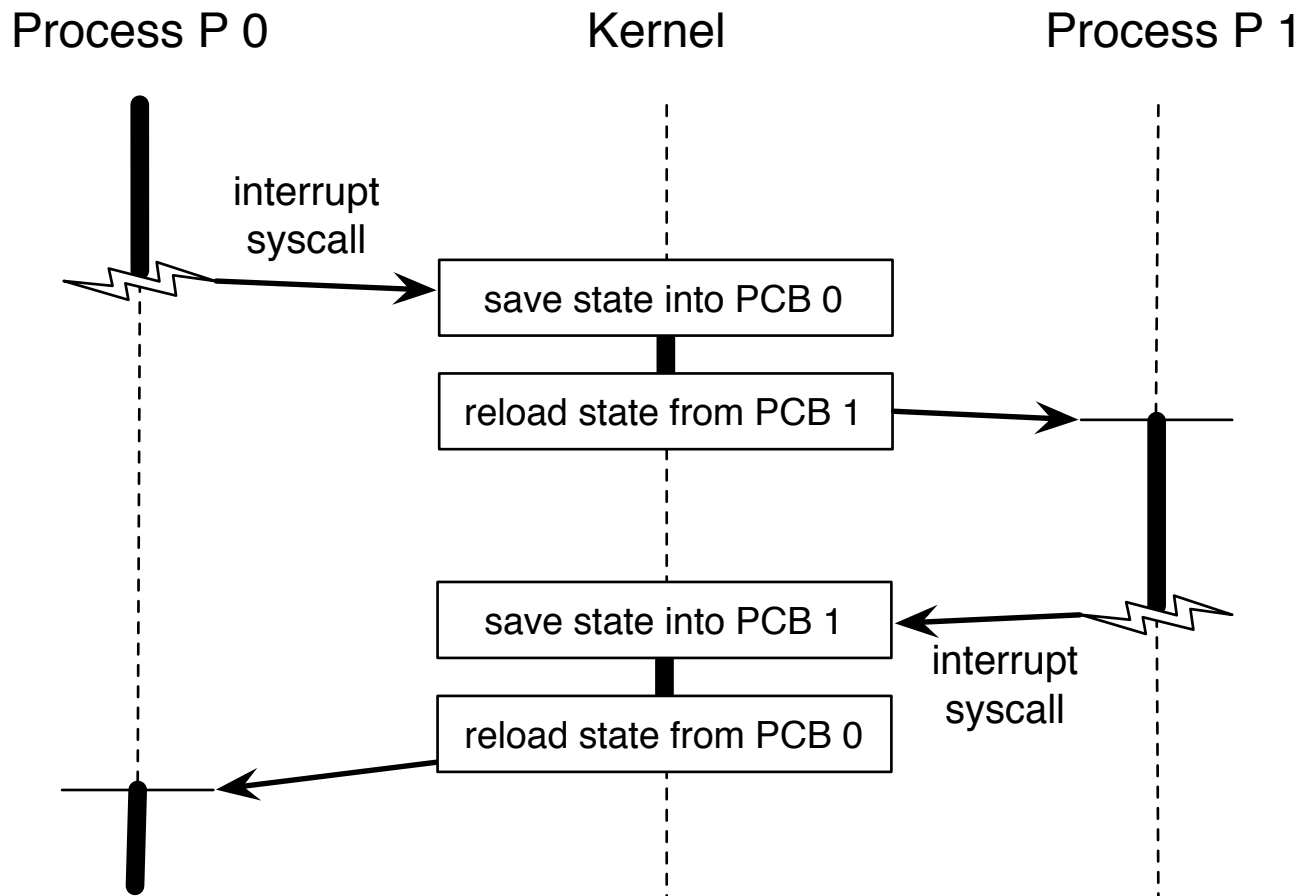 Process P 0
Kernel
Process P 1
interrupt
syscall
save state into PCB 0
reload state from PCB 1
save state into PCB 1
interrupt
syscall
reload state from PCB 0